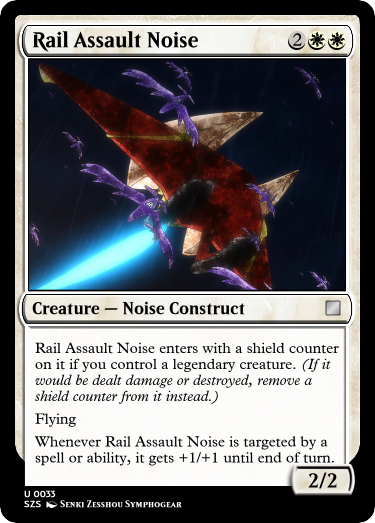 Rail Assault Noise 2
Creature — Noise Construct
Rail Assault Noise enters with a shield counter
on it if you control a legendary creature. (If it
would be dealt damage or destroyed, remove a
shield counter from it instead.)
Flying
Whenever Rail Assault Noise is targeted by a
spell or ability, it gets +1/+1 until end of turn.
2/2
U 0033
SZS Senki Zesshou Symphogear